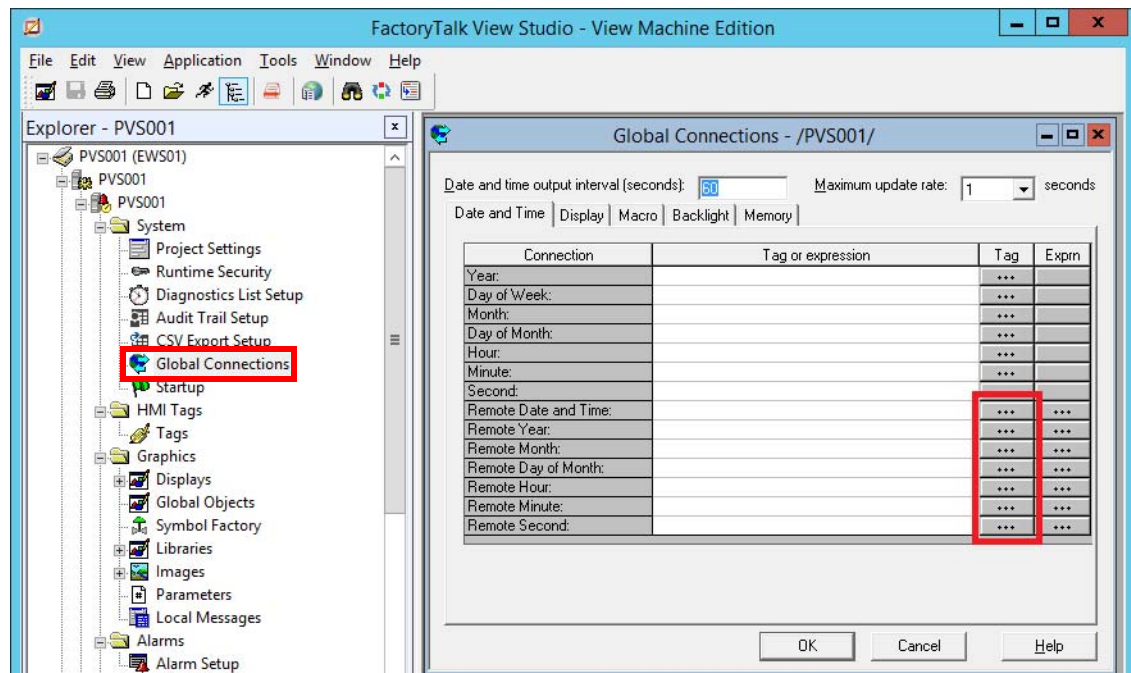 FactoryTalk View Studio - View Machine Edition
File Edit View Application Tools Window Help
Explorer - PVS001
PVS001 (EWS01)
PVS001
PVS001
System
Project Settings
Runtime Security
Diagnostics List Setup
Audit Trail Setup
CSV Export Setup
Global Connections
Startup
HMI Tags
Tags
Graphics
Displays
Global Objects
Symbol Factory
Libraries
Images
Parameters
Local Messages
Alarms
Alarm Setup
Global Connections - /PVS001/
Date and time output interval (seconds): 60 Maximum update rate: 1 seconds
Date and Time Display Macro Backlight Memory
Connection Tag or expression Tag Exprn
Year: ...
Day of Week: ...
Month: ...
Day of Month: ...
Hour: ...
Minute: ...
Second:
Remote Date and Time: ... ...
Remote Year: ... ...
Remote Month: ... ...
Remote Day of Month: ... ...
Remote Hour: ... ...
Remote Minute: ... ...
Remote Second: ... ...
OK Cancel Help